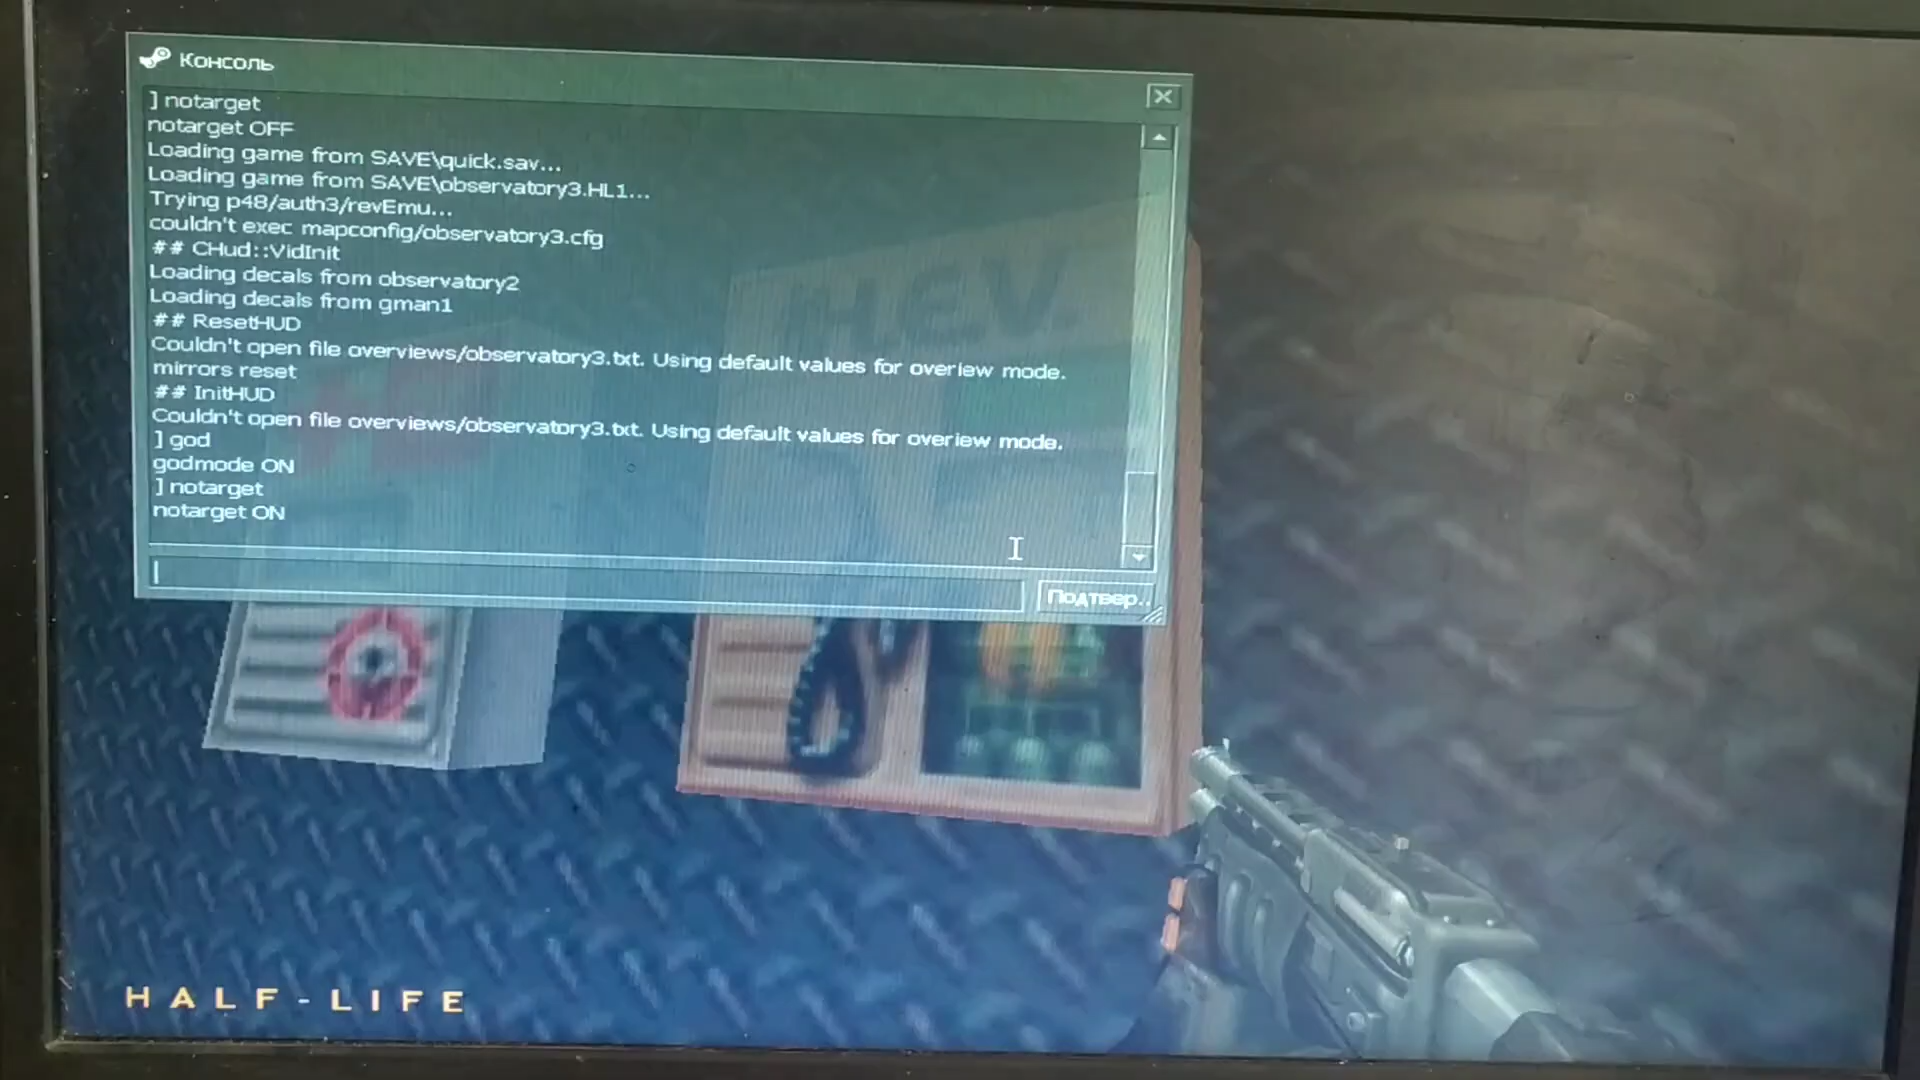 Консоль
] notarget
notarget OFF
Loading game from SAVE\quick.sav...
Loading game from SAVE\observatory3.HL1...
Trying p48/auth3/revEmu...
couldn't exec mapconfig/observatory3.cfg
## CHud::VidInit
Loading decals from observatory2
Loading decals from gman1
## ResetHUD
Couldn't open file overviews/observatory3.txt. Using default values for overiew mode.
mirrors reset
## InitHUD
Couldn't open file overviews/observatory3.txt. Using default values for overiew mode.
] god
godmode ON
] notarget
notarget ON
Подтвер..
H.E.V.
HALF-LIFE